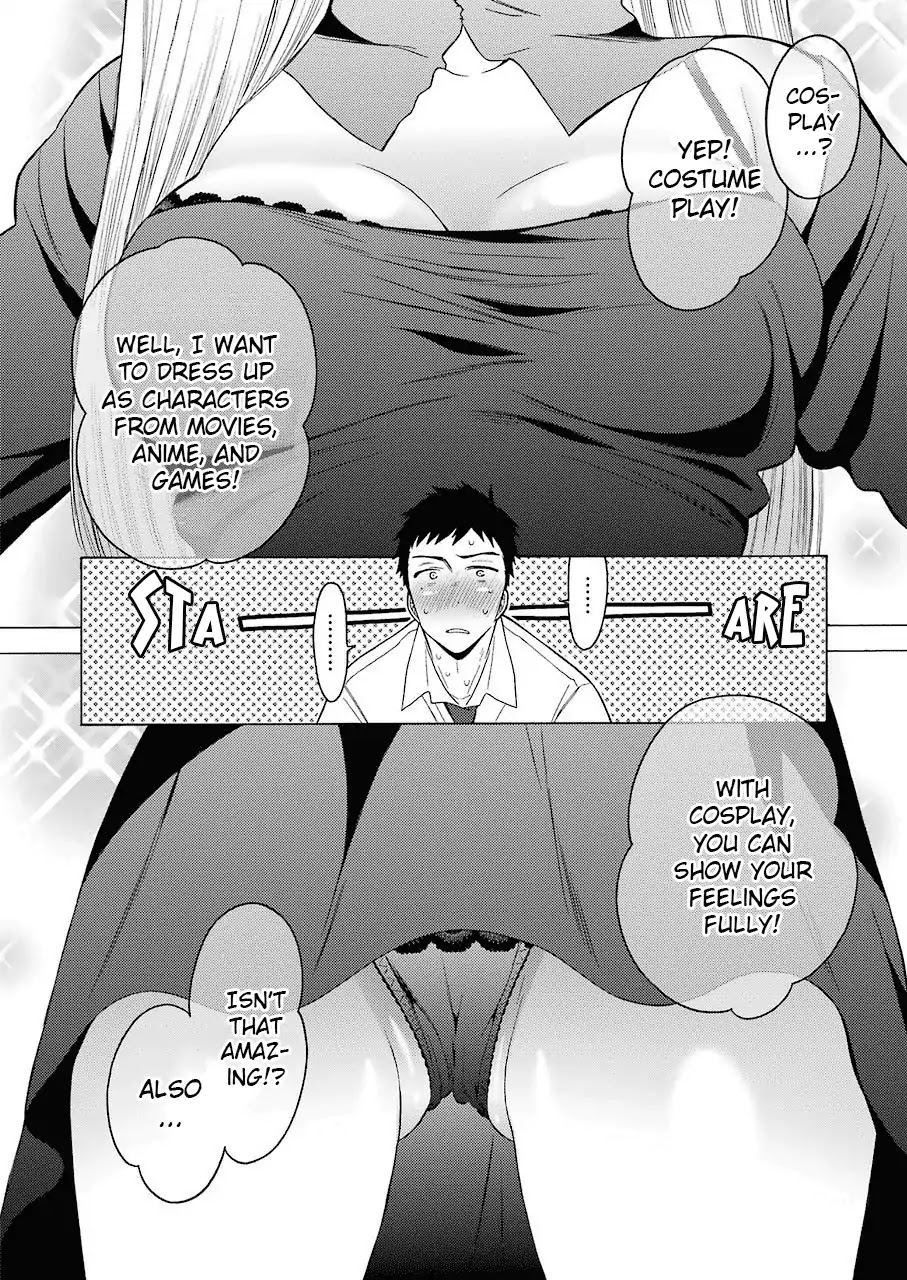 COS-
PLAY
...?
YEP!
COSTUME
PLAY!
WELL, I WANT
TO DRESS UP
AS CHARACTERS
FROM MOVIES,
ANIME, AND
GAMES!
STA
ARE
.........
.........
WITH
COSPLAY,
YOU CAN
SHOW YOUR
FEELINGS
FULLY!
ISN'T
THAT
AMAZ-
ING!?
ALSO
...